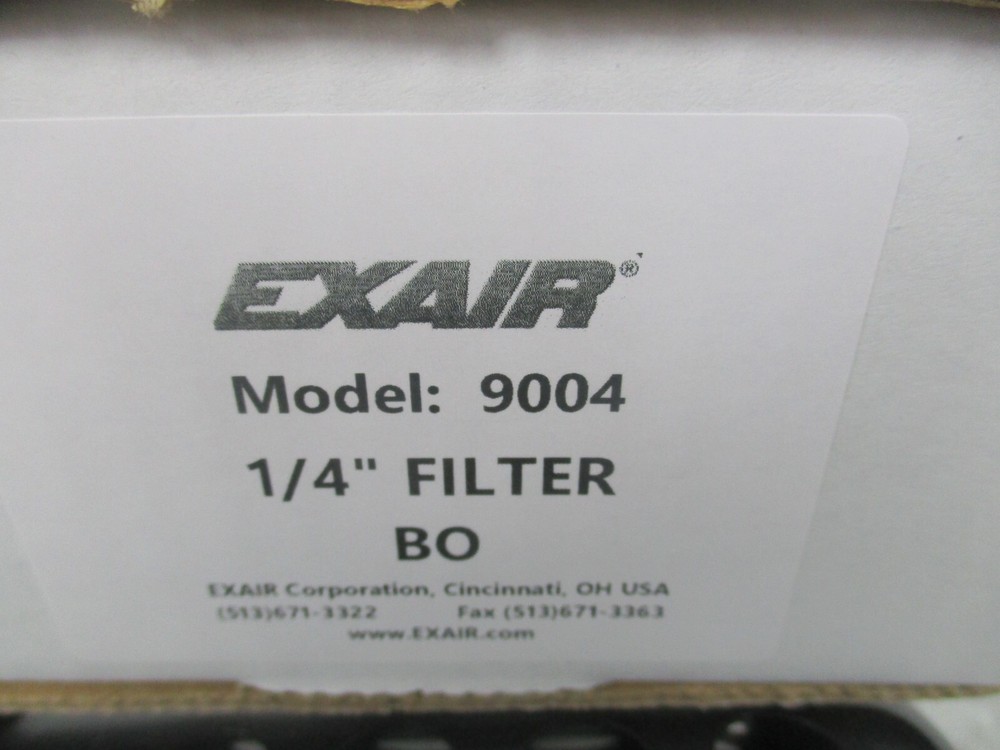 EXAIR®
Model: 9004
1/4" FILTER
BO
EXAIR Corporation, Cincinnati, OH USA
(513)671-3322 Fax (513)671-3363
www.EXAIR.com